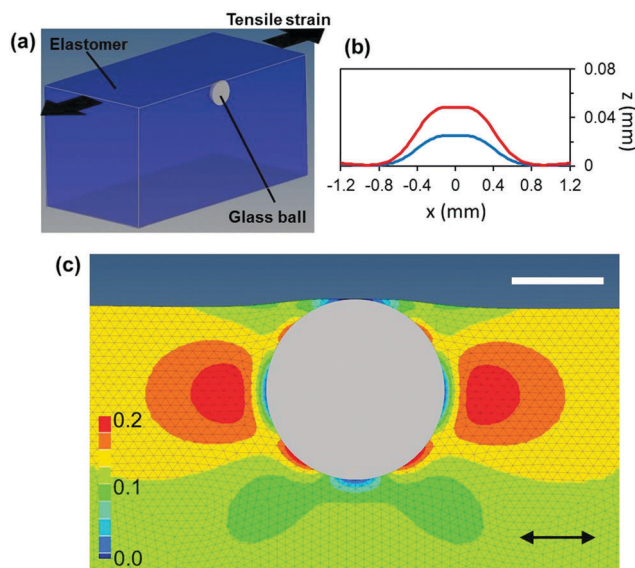 (a)
Tensile strain
Elastomer
Glass ball
(b)
0.08
0.04
0
z (mm)
-1.2 -0.8 -0.4 0 0.4 0.8 1.2
x (mm)
(c)
0.2
0.1
0.0